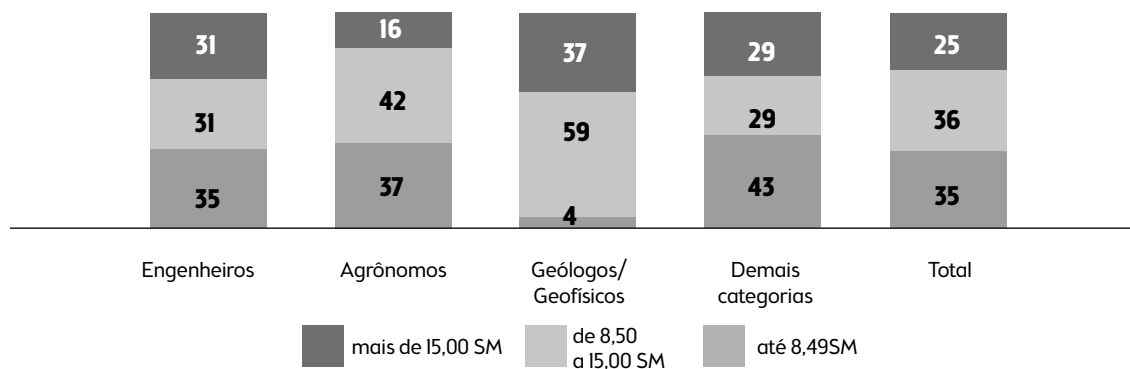 31
16
37
29
25
31
42
59
29
36
35
37
4
43
35
Engenheiros
Agrônomos
Geólogos/
Geofísicos
Demais
categorias
Total
mais de 15,00 SM
de 8,50
a 15,00 SM
até 8,49SM